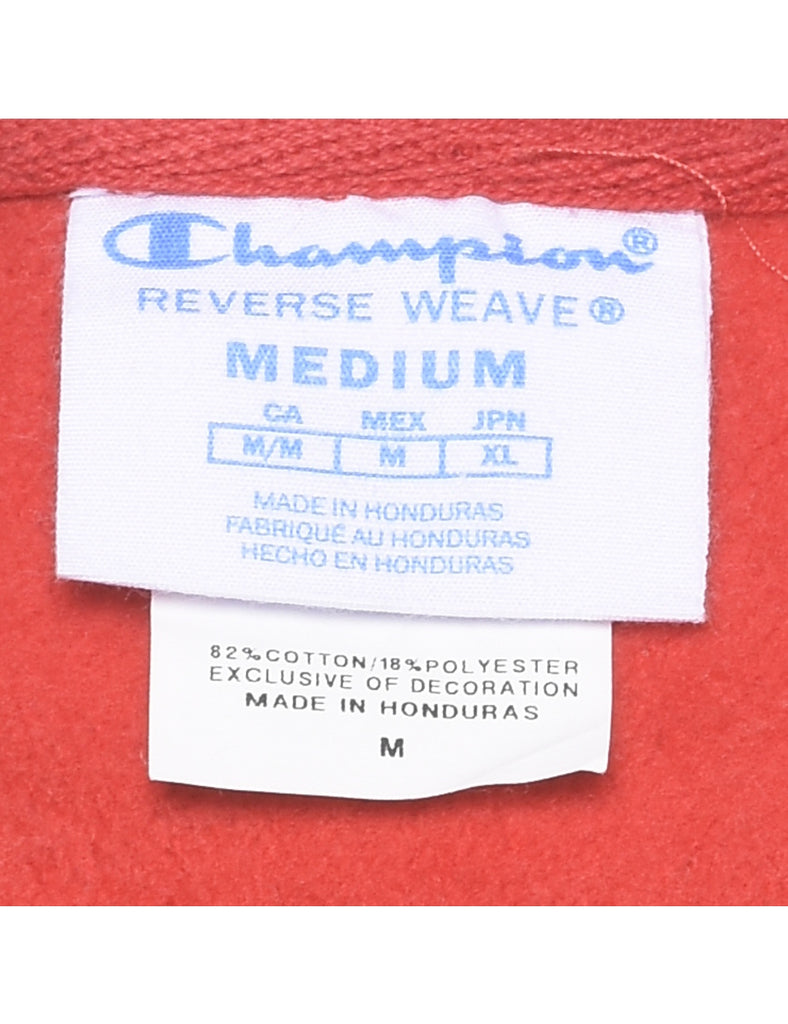 Champion®
REVERSE WEAVE®
MEDIUM
CA MEX JPN
M/M M XL
MADE IN HONDURAS
FABRIQUÉ AU HONDURAS
HECHO EN HONDURAS
82% COTTON/18% POLYESTER
EXCLUSIVE OF DECORATION
MADE IN HONDURAS
M